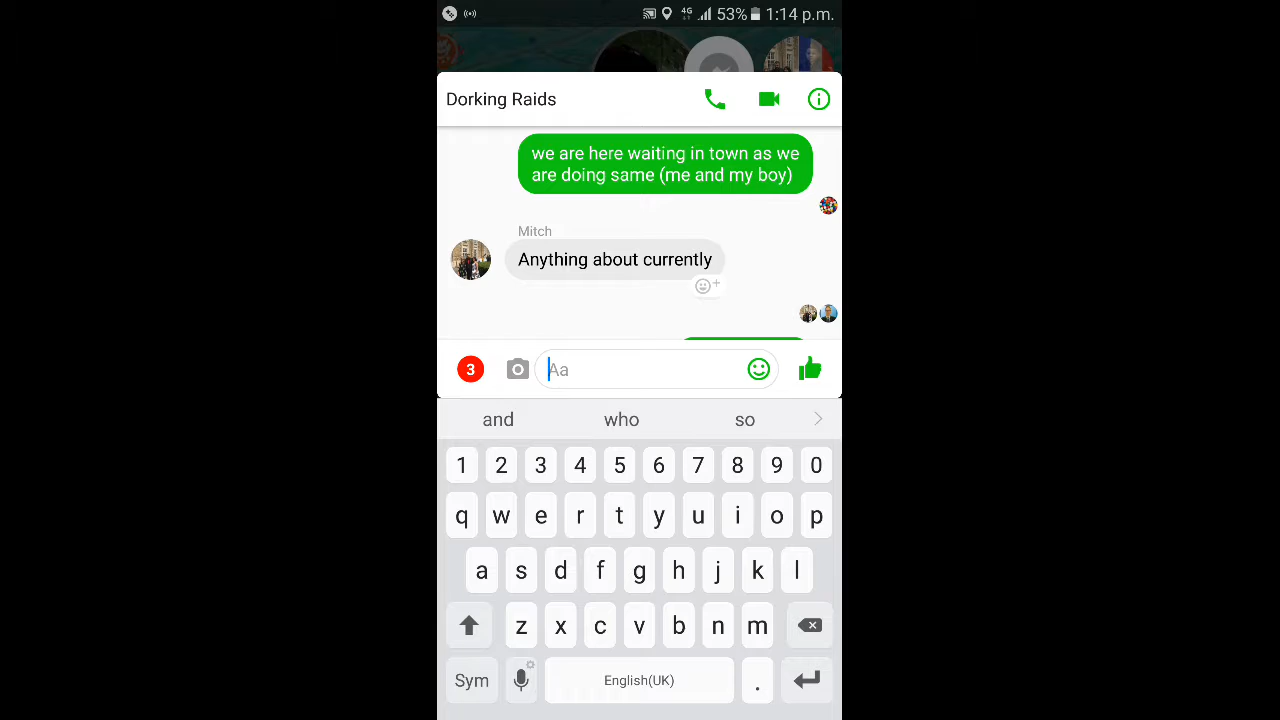 4G 53% 1:14 p.m.
Dorking Raids
we are here waiting in town as we
are doing same (me and my boy)
Mitch
Anything about currently
3
Aa
and who so
1 2 3 4 5 6 7 8 9 0
q w e r t y u i o p
a s d f g h j k l
z x c v b n m
Sym English(UK) .